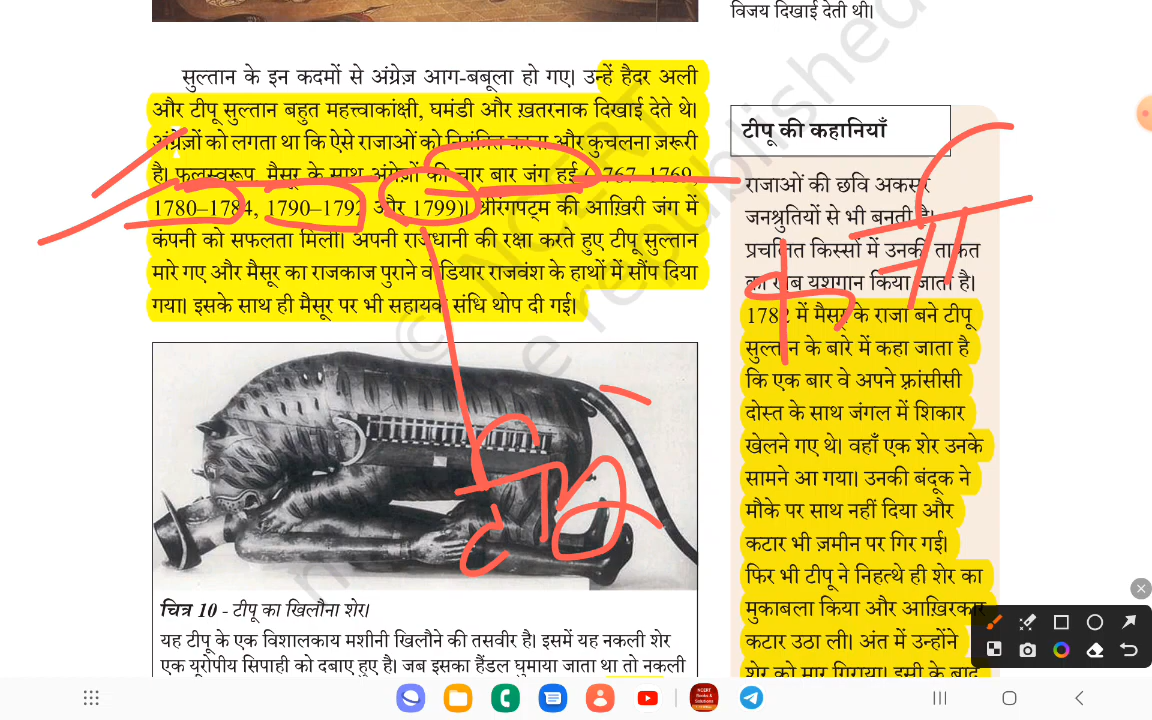 विजय दिखाई देती थी।
सुल्तान के इन कदमों से अंग्रेज़ आग-बबूला हो गए। उन्हें हैदर अली
और टीपू सुल्तान बहुत महत्त्वाकांक्षी, घमंडी और ख़तरनाक दिखाई देते थे।
अंग्रेज़ों को लगता था कि ऐसे राजाओं को नियंत्रित करना और कुचलना ज़रूरी
है। फलस्वरूप, मैसूर के साथ अंग्रेज़ों की चार बार जंग हुई (1767–1769,
1780–1784, 1790–1792 और 1799)। श्रीरंगपट्म की आख़िरी जंग में
कंपनी को सफलता मिली। अपनी राजधानी की रक्षा करते हुए टीपू सुल्तान
मारे गए और मैसूर का राजकाज पुराने वोडियार राजवंश के हाथों में सौंप दिया
गया। इसके साथ ही मैसूर पर भी सहायक संधि थोप दी गई।
चित्र 10 - टीपू का खिलौना शेर।
यह टीपू के एक विशालकाय मशीनी खिलौने की तसवीर है। इसमें यह नकली शेर
एक यूरोपीय सिपाही को दबाए हुए है। जब इसका हैंडल घुमाया जाता था तो नकली
टीपू की कहानियाँ
राजाओं की छवि अकसर
जनश्रुतियों से भी बनती है।
प्रचलित किस्सों में उनकी ताकत
का खूब यशगान किया जाता है।
1782 में मैसूर के राजा बने टीपू
सुल्तान के बारे में कहा जाता है
कि एक बार वे अपने फ़्रांसीसी
दोस्त के साथ जंगल में शिकार
खेलने गए थे। वहाँ एक शेर उनके
सामने आ गया। उनकी बंदूक ने
मौके पर साथ नहीं दिया और
कटार भी ज़मीन पर गिर गई।
फिर भी टीपू ने निहत्थे ही शेर का
मुकाबला किया और आख़िरकार
कटार उठा ली। अंत में उन्होंने
शेर को मार गिराया। इसी के बाद
© NCERT
republished